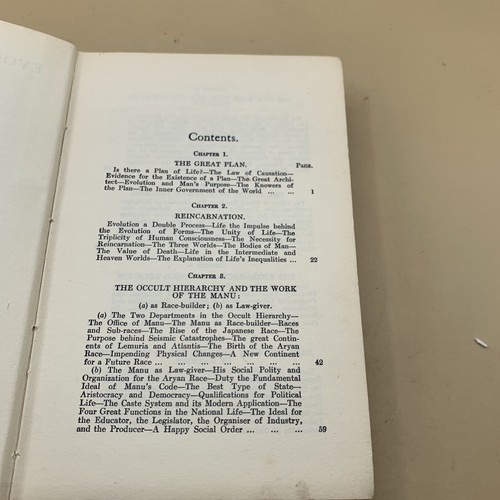 Contents.
CHAPTER 1.
THE GREAT PLAN. PAGE.
Is there a Plan of Life?—The Law of Causation—
Evidence for the Existence of a Plan—The Great Archi-
tect—Evolution and Man's Purpose—The Knowers of
the Plan—The Inner Government of the World ... ... 1
CHAPTER 2.
REINCARNATION.
Evolution a Double Process—Life the Impulse behind
the Evolution of Forms—The Unity of Life—The
Triplicity of Human Consciousness—The Necessity for
Reincarnation—The Three Worlds—The Bodies of Man—
The Value of Death—Life in the Intermediate and
Heaven Worlds—The Explanation of Life's Inequalities ... 22
CHAPTER 3.
THE OCCULT HIERARCHY AND THE WORK
OF THE MANU:
(a) as Race-builder; (b) as Law-giver.
(a) The Two Departments in the Occult Hierarchy—
The Office of Manu—The Manu as Race-builder—Races
and Sub-races—The Rise of the Japanese Race—The
Purpose behind Seismic Catastrophes—The great Contin-
ents of Lemuria and Atlantis—The Birth of the Aryan
Race—Impending Physical Changes—A New Continent
for a Future Race ... ... ... ... ... ... 42
(b) The Manu as Law-giver—His Social Polity and
Organization for the Aryan Race—Duty the Fundamental
Ideal of Manu's Code—The Best Type of State—
Aristocracy and Democracy—Qualifications for Political
Life—The Caste System and its Modern Application—The
Four Great Functions in the National Life—The Ideal for
the Educator, the Legislator, the Organiser of Industry,
and the Producer—A Happy Social Order ... ... ... 59